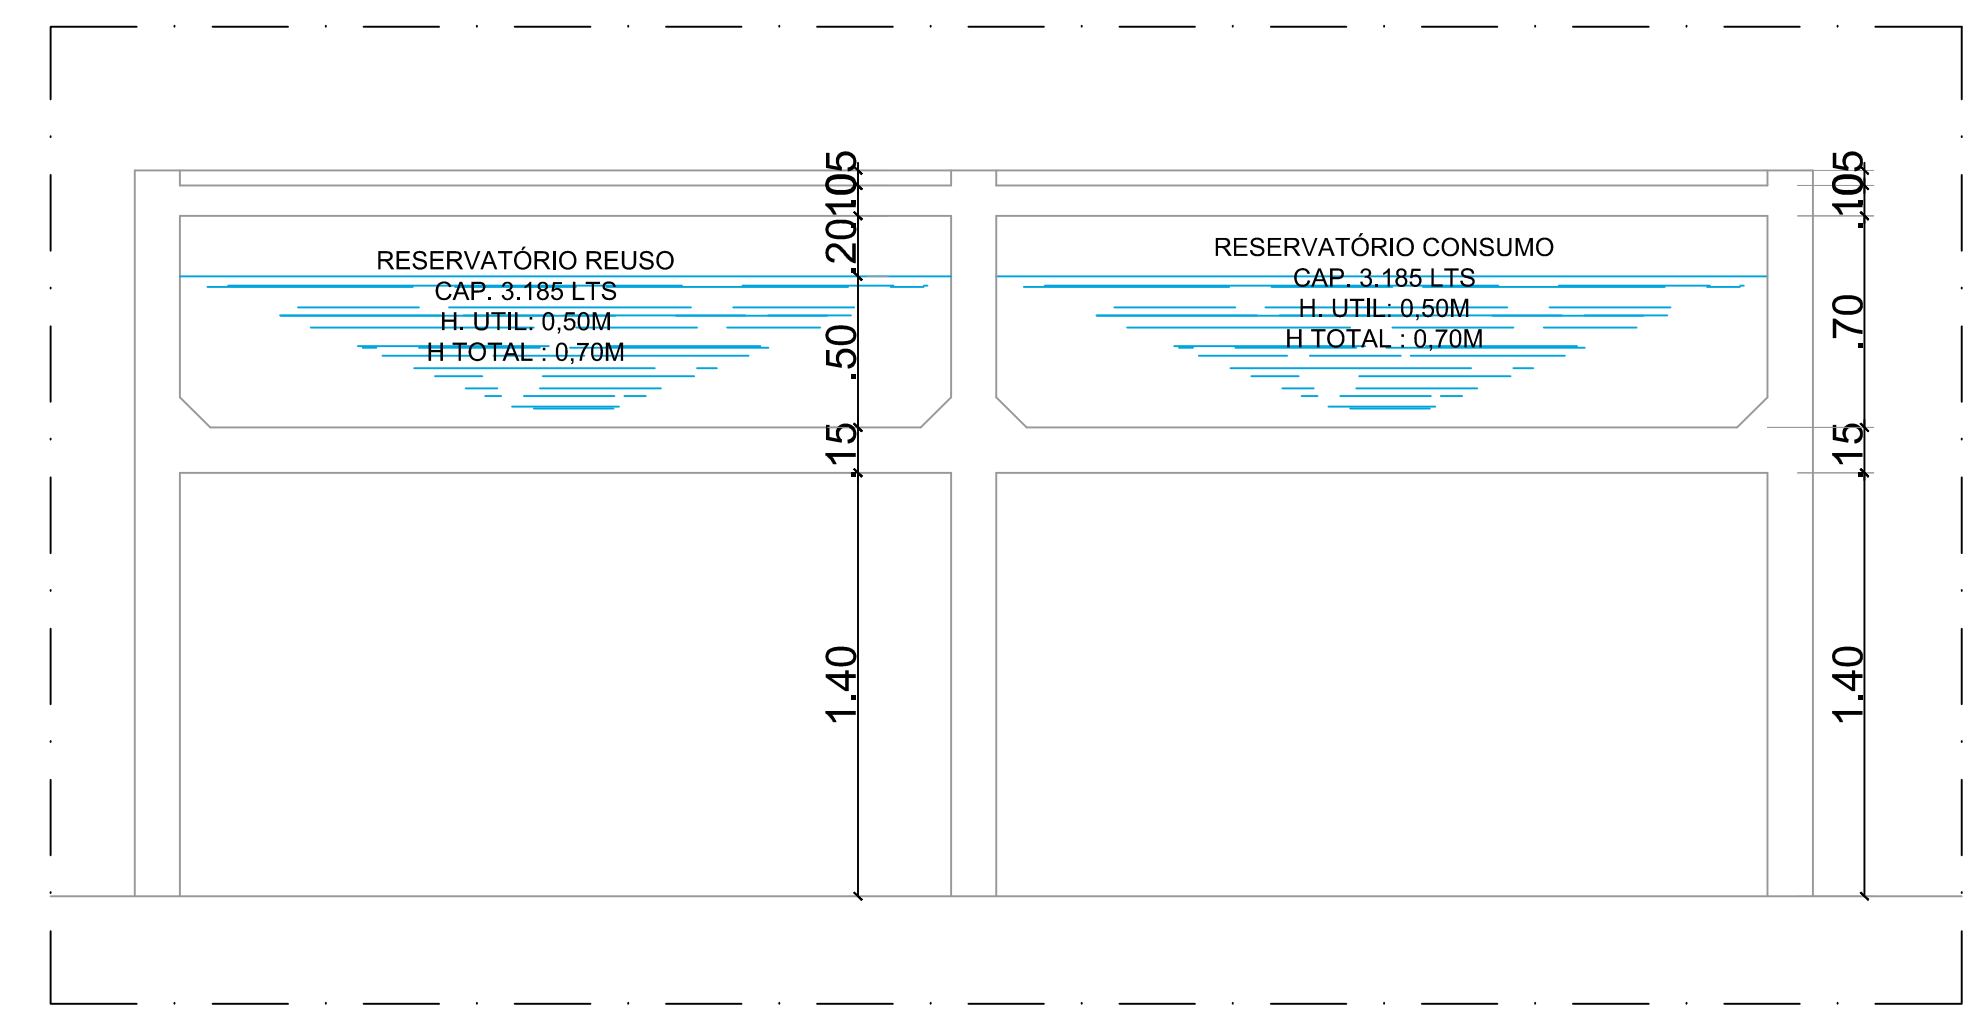 RESERVATÓRIO REUSO
CAP. 3.185 LTS
H. UTIL: 0,50M
H TOTAL : 0,70M
RESERVATÓRIO CONSUMO
CAP. 3.185 LTS
H. UTIL: 0,50M
H TOTAL : 0,70M
.05
.10
.20
.50
.15
1.40
.05
.10
.70
.15
1.40